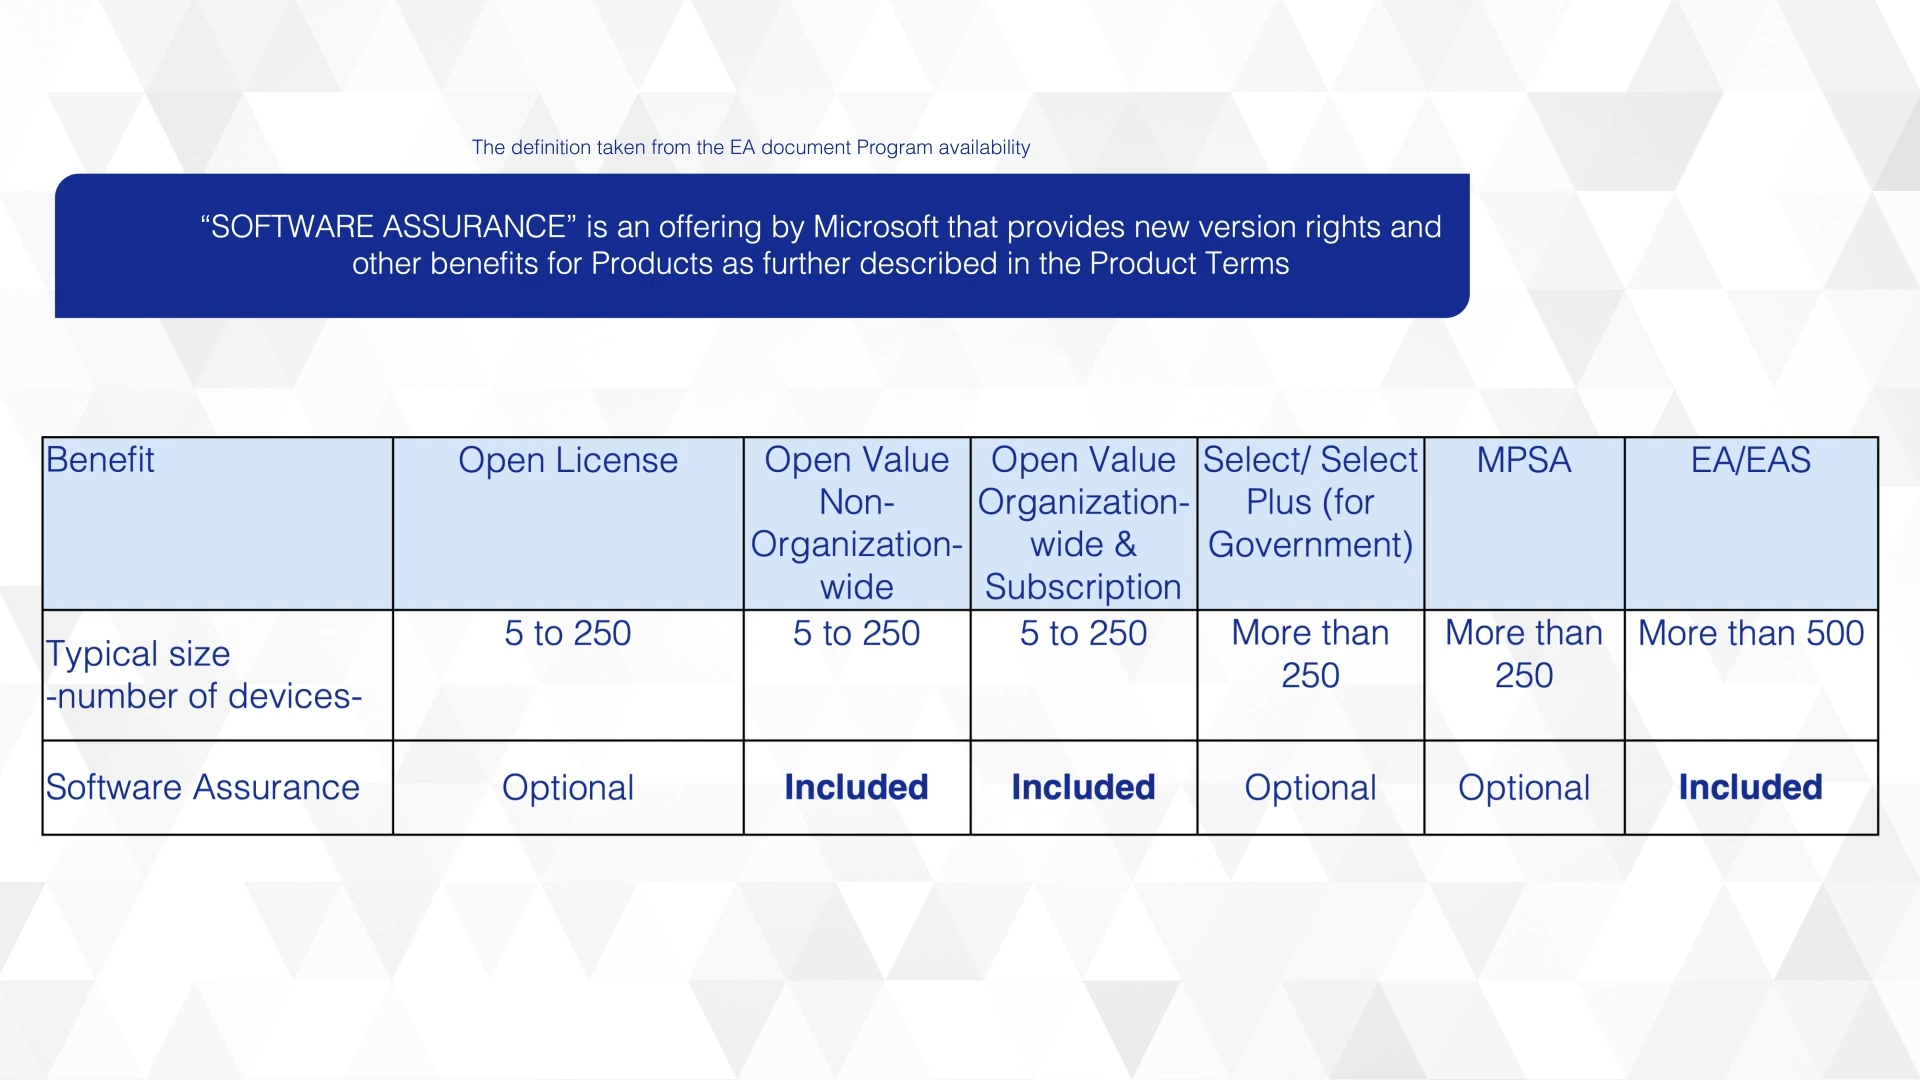 The definition taken from the EA document Program availability
“SOFTWARE ASSURANCE” is an offering by Microsoft that provides new version rights and
other benefits for Products as further described in the Product Terms
Benefit
Open License
Open Value
Non-
Organization-
wide
Open Value
Organization-
wide &
Subscription
Select/ Select
Plus (for
Government)
MPSA
EA/EAS
Typical size
-number of devices-
5 to 250
5 to 250
5 to 250
More than
250
More than
250
More than 500
Software Assurance
Optional
Included
Included
Optional
Optional
Included